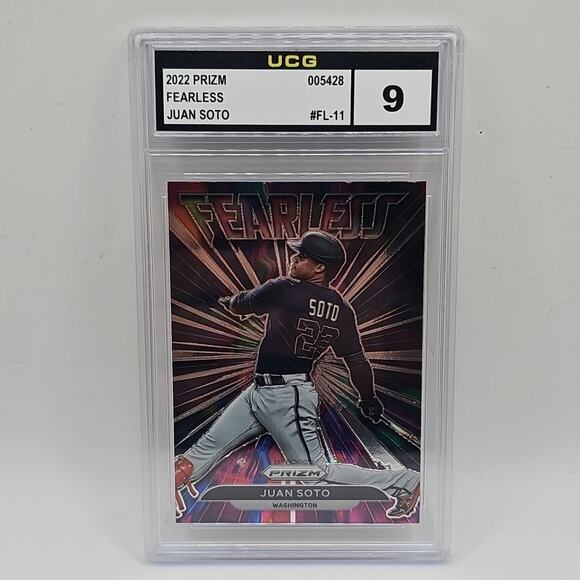 UCG
2022 PRIZM 005428
FEARLESS
JUAN SOTO #FL-11
9
FEARLESS
SOTO
22
PRIZM
JUAN SOTO
WASHINGTON